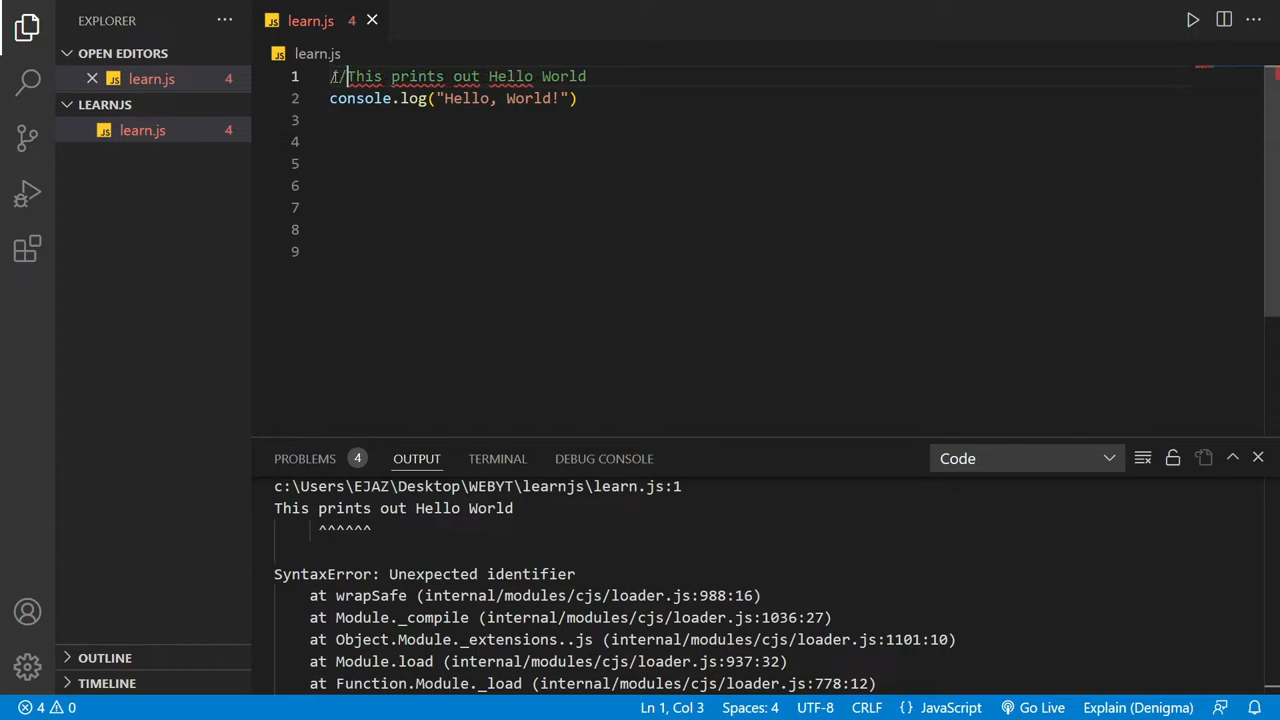 EXPLORER
OPEN EDITORS
JS learn.js 4
LEARNJS
JS learn.js 4
OUTLINE
TIMELINE
JS learn.js 4
JS learn.js
1 //This prints out Hello World
2 console.log("Hello, World!")
3
4
5
6
7
8
9
PROBLEMS 4 OUTPUT TERMINAL DEBUG CONSOLE Code
c:\Users\EJAZ\Desktop\WEBYT\learnjs\learn.js:1
This prints out Hello World
^^^^^^
SyntaxError: Unexpected identifier
at wrapSafe (internal/modules/cjs/loader.js:988:16)
at Module._compile (internal/modules/cjs/loader.js:1036:27)
at Object.Module._extensions..js (internal/modules/cjs/loader.js:1101:10)
at Module.load (internal/modules/cjs/loader.js:937:32)
at Function.Module._load (internal/modules/cjs/loader.js:778:12)
4 0 Ln 1, Col 3 Spaces: 4 UTF-8 CRLF {} JavaScript Go Live Explain (Denigma)